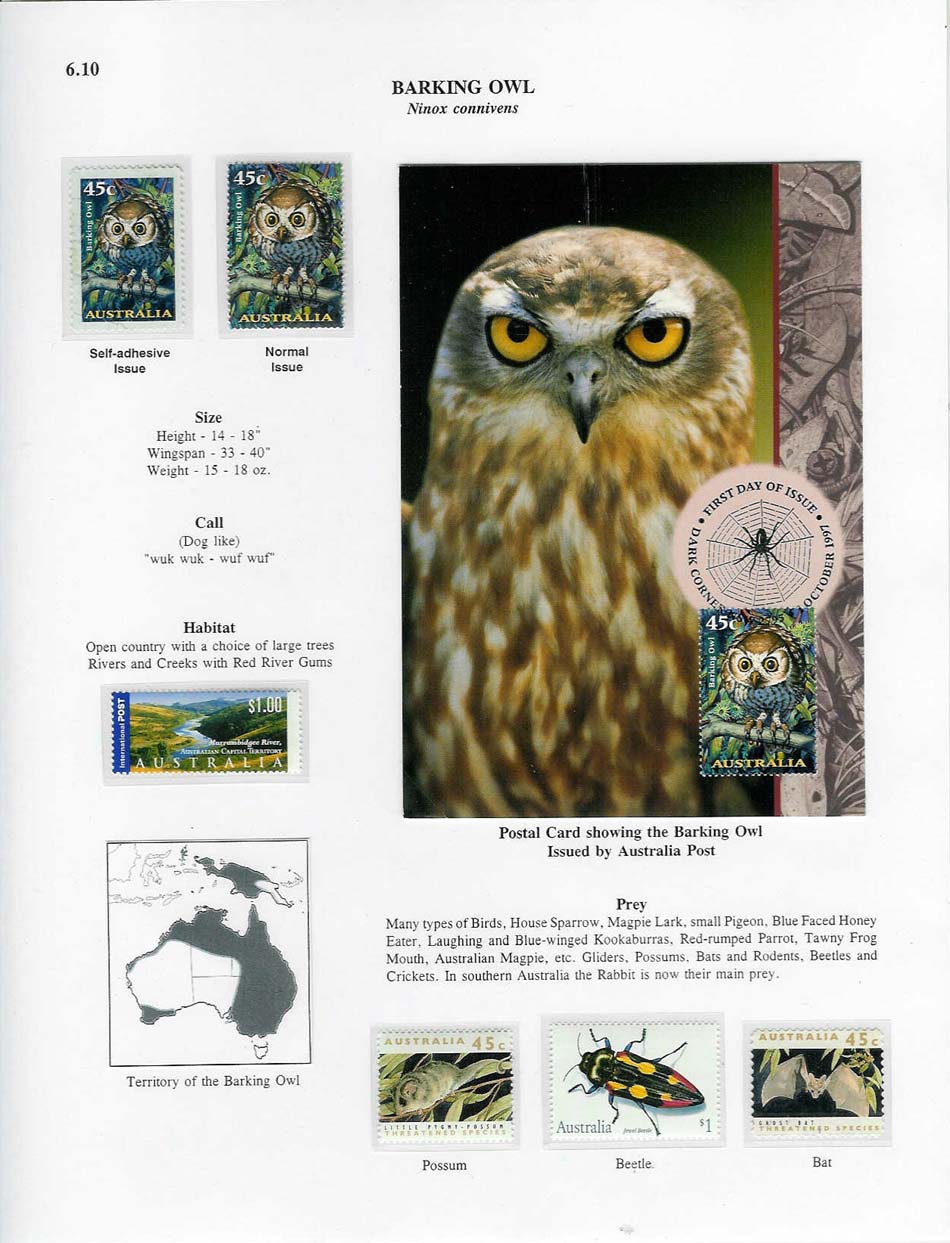 6.10
BARKING OWL
Ninox connivens
45c
Barking Owl
AUSTRALIA
45c
Barking Owl
AUSTRALIA
Self-adhesive
Issue
Normal
Issue
Size
Height - 14 - 18"
Wingspan - 33 - 40"
Weight - 15 - 18 oz.
Call
(Dog like)
"wuk wuk - wuf wuf"
Habitat
Open country with a choice of large trees
Rivers and Creeks with Red River Gums
International POST
$1.00
Murrumbidgee River,
AUSTRALIAN CAPITAL TERRITORY
AUSTRALIA
Territory of the Barking Owl
• FIRST DAY OF ISSUE •
DARK CORNE
OCTOBER 1997
45c
Barking Owl
AUSTRALIA
Postal Card showing the Barking Owl
Issued by Australia Post
Prey
Many types of Birds, House Sparrow, Magpie Lark, small Pigeon, Blue Faced Honey
Eater, Laughing and Blue-winged Kookaburras, Red-rumped Parrot, Tawny Frog
Mouth, Australian Magpie, etc. Gliders, Possums, Bats and Rodents, Beetles and
Crickets. In southern Australia the Rabbit is now their main prey.
AUSTRALIA 45c
LITTLE PYGMY-POSSUM
THREATENED SPECIES
Australia
Jewel Beetle
$1
AUSTRALIA 45c
GHOST BAT
THREATENED SPECIES
Possum
Beetle
Bat